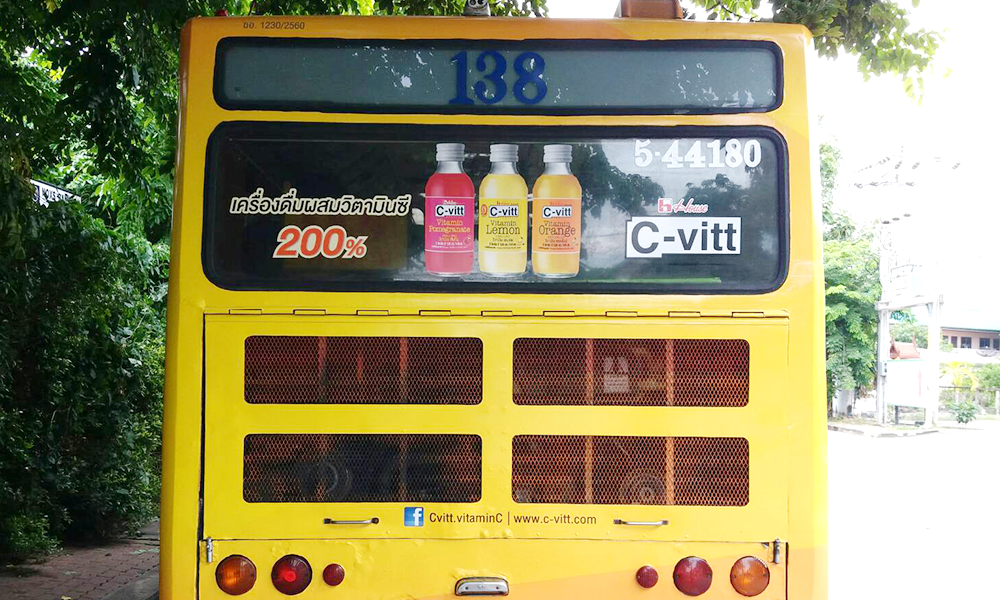 ฆอ. 1230/2560
138
5-44180
เครื่องดื่มผสมวิตามินซี
200%
C-vitt
Vitamin
Pomegranate
C-vitt
Vitamin
Lemon
C-vitt
Vitamin
Orange
House
C-vitt
Cvitt.vitaminC | www.c-vitt.com